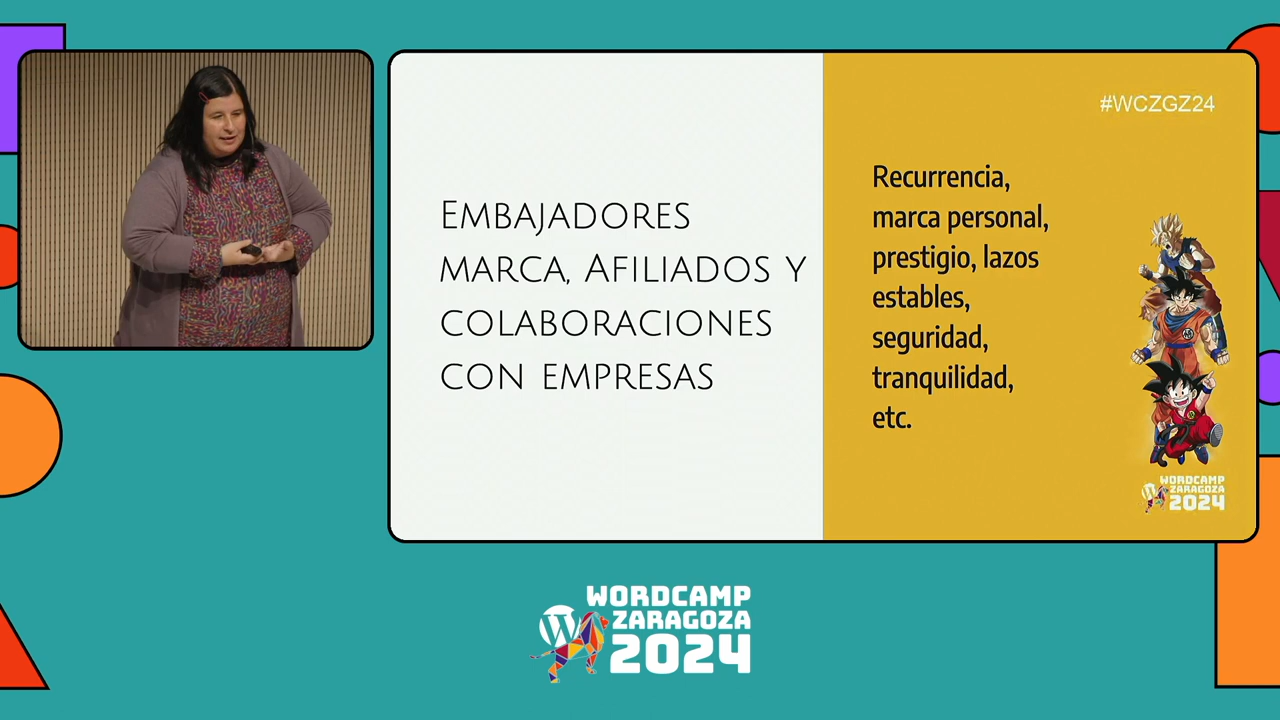 EMBAJADORES
MARCA, AFILIADOS Y
COLABORACIONES
CON EMPRESAS
#WCZGZ24
Recurrencia,
marca personal,
prestigio, lazos
estables,
seguridad,
tranquilidad,
etc.
WORDCAMP
ZARAGOZA
2024
WORDCAMP
ZARAGOZA
2024